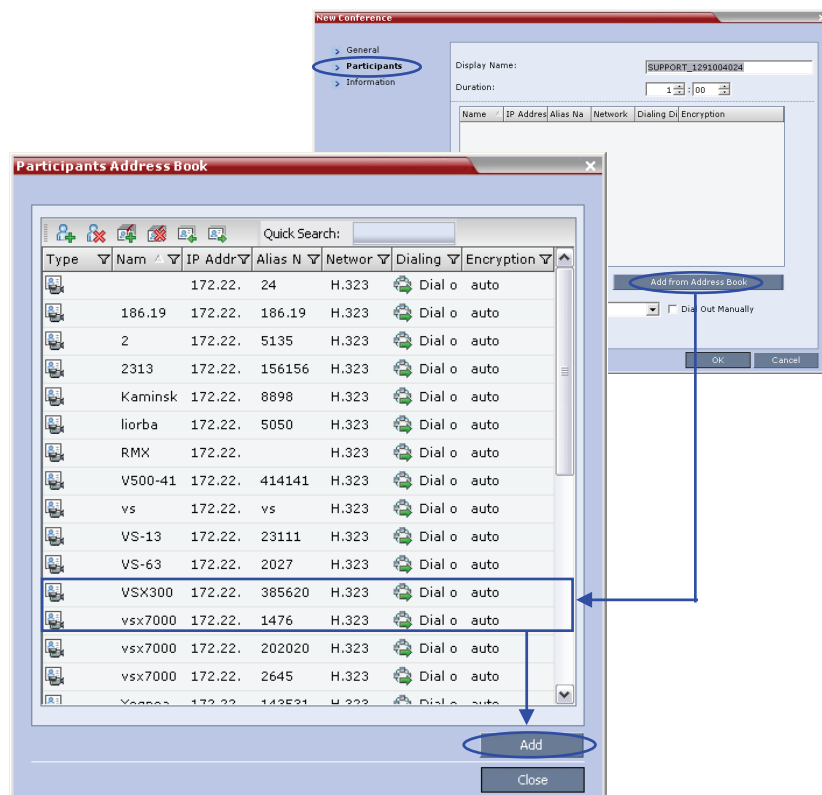 New Conference
General
Participants
Information
Display Name:
SUPPORT_1291004024
Duration:
1 : 00
Name IP Addres Alias Na Network Dialing Di Encryption
Add from Address Book
Dial Out Manually
OK Cancel
Participants Address Book
Quick Search:
Type Nam IP Addr Alias N Networ Dialing Encryption
172.22. 24 H.323 Dial o auto
186.19 172.22. 186.19 H.323 Dial o auto
2 172.22. 5135 H.323 Dial o auto
2313 172.22. 156156 H.323 Dial o auto
Kaminsk 172.22. 8898 H.323 Dial o auto
liorba 172.22. 5050 H.323 Dial o auto
RMX 172.22. H.323 Dial o auto
V500-41 172.22. 414141 H.323 Dial o auto
vs 172.22. vs H.323 Dial o auto
VS-13 172.22. 23111 H.323 Dial o auto
VS-63 172.22. 2027 H.323 Dial o auto
VSX300 172.22. 385620 H.323 Dial o auto
vsx7000 172.22. 1476 H.323 Dial o auto
vsx7000 172.22. 202020 H.323 Dial o auto
vsx7000 172.22. 2645 H.323 Dial o auto
172.22. 143531 H.323 Dial o auto
Add
Close